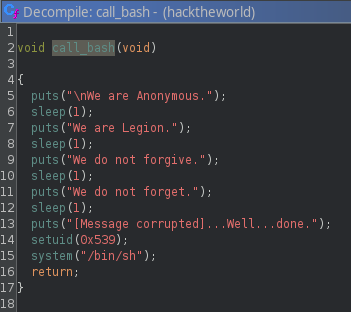 Decompile: call_bash - (hacktheworld)
1
2 void call_bash(void)
3
4 {
5 puts("\nWe are Anonymous.");
6 sleep(1);
7 puts("We are Legion.");
8 sleep(1);
9 puts("We do not forgive.");
10 sleep(1);
11 puts("We do not forget.");
12 sleep(1);
13 puts("[Message corrupted]...Well...done.");
14 setuid(0x539);
15 system("/bin/sh");
16 return;
17 }
18